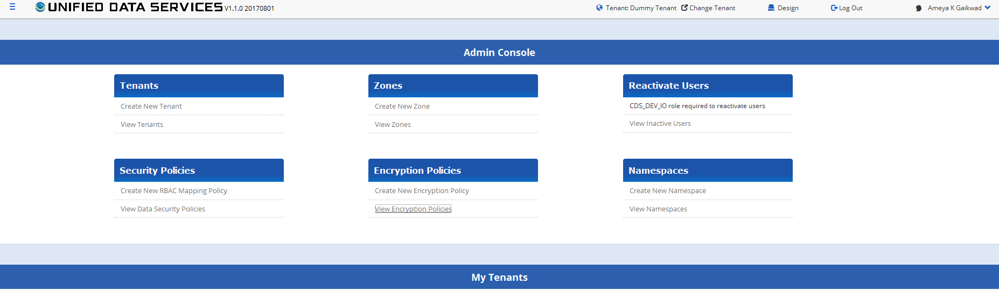 UNIFIED DATA SERVICES V1.1.0 20170801 Tenant: Dummy Tenant Change Tenant Design Log Out Ameya K Gaikwad
Admin Console
Tenants
Create New Tenant
View Tenants
Zones
Create New Zone
View Zones
Reactivate Users
CDS_DEV_IO role required to reactivate users
View Inactive Users
Security Policies
Create New RBAC Mapping Policy
View Data Security Policies
Encryption Policies
Create New Encryption Policy
View Encryption Policies
Namespaces
Create New Namespace
View Namespaces
My Tenants